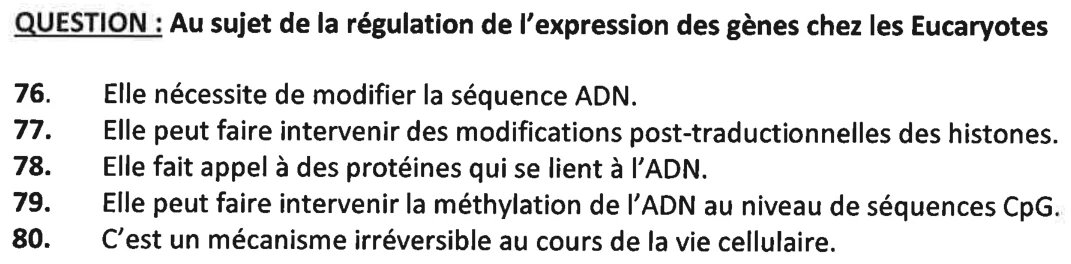 QUESTION : Au sujet de la régulation de l'expression des gènes chez les Eucaryotes
76. Elle nécessite de modifier la séquence ADN.
77. Elle peut faire intervenir des modifications post-traductionnelles des histones.
78. Elle fait appel à des protéines qui se lient à l'ADN.
79. Elle peut faire intervenir la méthylation de l'ADN au niveau de séquences CpG.
80. C'est un mécanisme irréversible au cours de la vie cellulaire.